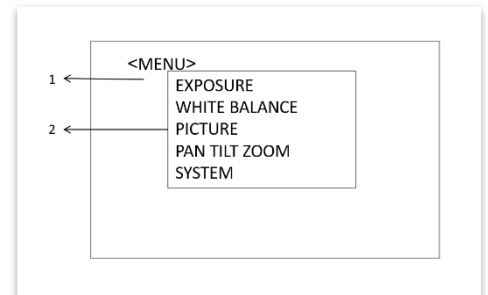 <MENU>
1
EXPOSURE
WHITE BALANCE
2
PICTURE
PAN TILT ZOOM
SYSTEM